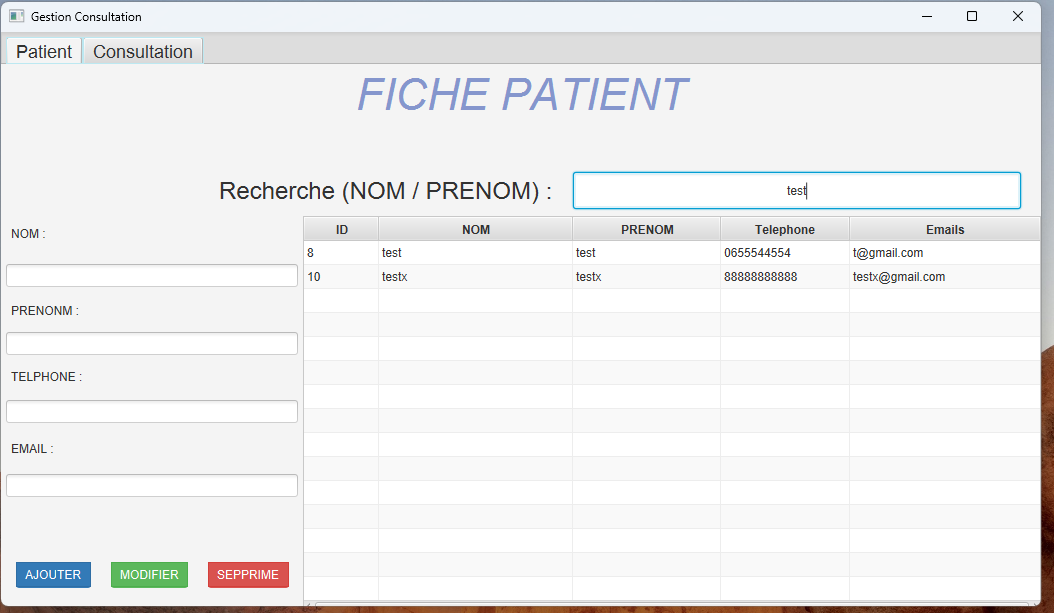 Gestion Consultation
Patient Consultation
FICHE PATIENT
Recherche (NOM / PRENOM) : test
NOM :
PRENONM :
TELPHONE :
EMAIL :
AJOUTER MODIFIER SEPPRIME
ID NOM PRENOM Telephone Emails
8 test test 0655544554 t@gmail.com
10 testx testx 88888888888 testx@gmail.com